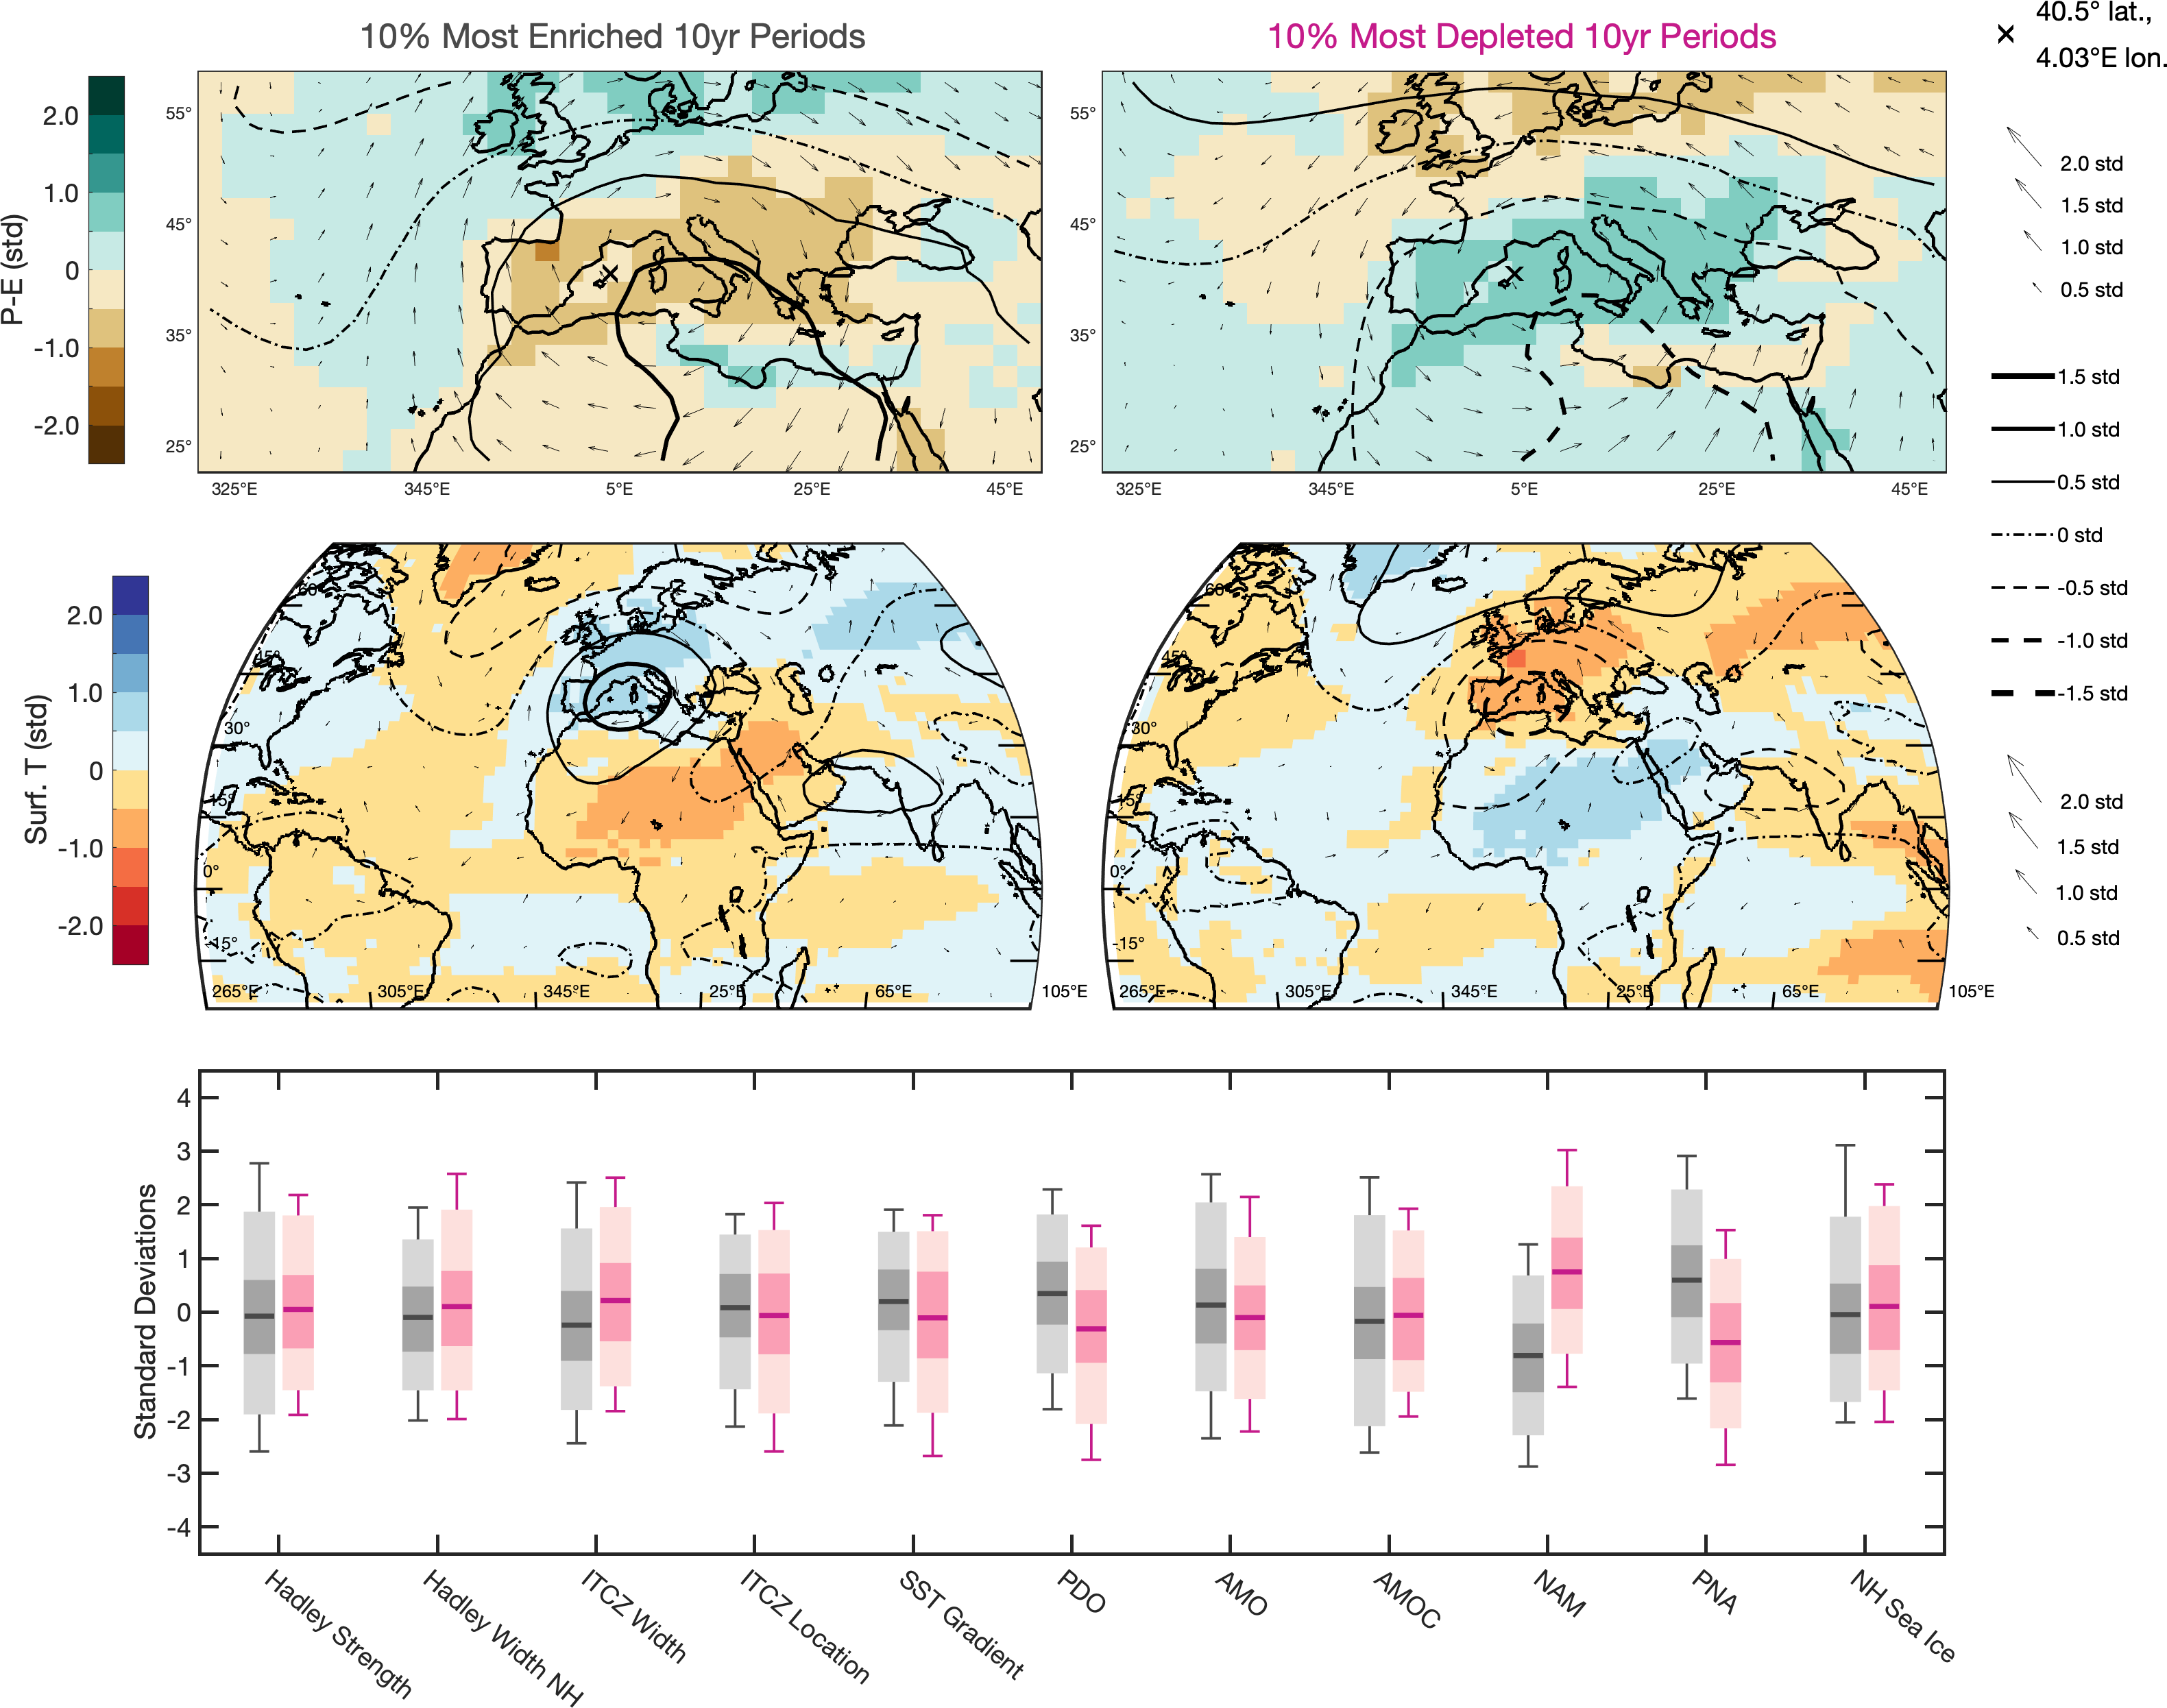 10% Most Enriched 10yr Periods
10% Most Depleted 10yr Periods
40.5° lat.,
4.03°E lon.
P-E (std)
2.0
1.0
0
-1.0
-2.0
55°
45°
35°
25°
325°E 345°E 5°E 25°E 45°E
55°
45°
35°
25°
325°E 345°E 5°E 25°E 45°E
2.0 std
1.5 std
1.0 std
0.5 std
1.5 std
1.0 std
0.5 std
0 std
-0.5 std
-1.0 std
-1.5 std
Surf. T (std)
2.0
1.0
0
-1.0
-2.0
60°
45°
30°
15°
0°
-15°
265°E 305°E 345°E 25°E 65°E 105°E
60°
45°
30°
15°
0°
-15°
265°E 305°E 345°E 25°E 65°E 105°E
2.0 std
1.5 std
1.0 std
0.5 std
Standard Deviations
4
3
2
1
0
-1
-2
-3
-4
Hadley Strength
Hadley Width NH
ITCZ Width
ITCZ Location
SST Gradient
PDO
AMO
AMOC
NAM
PNA
NH Sea Ice